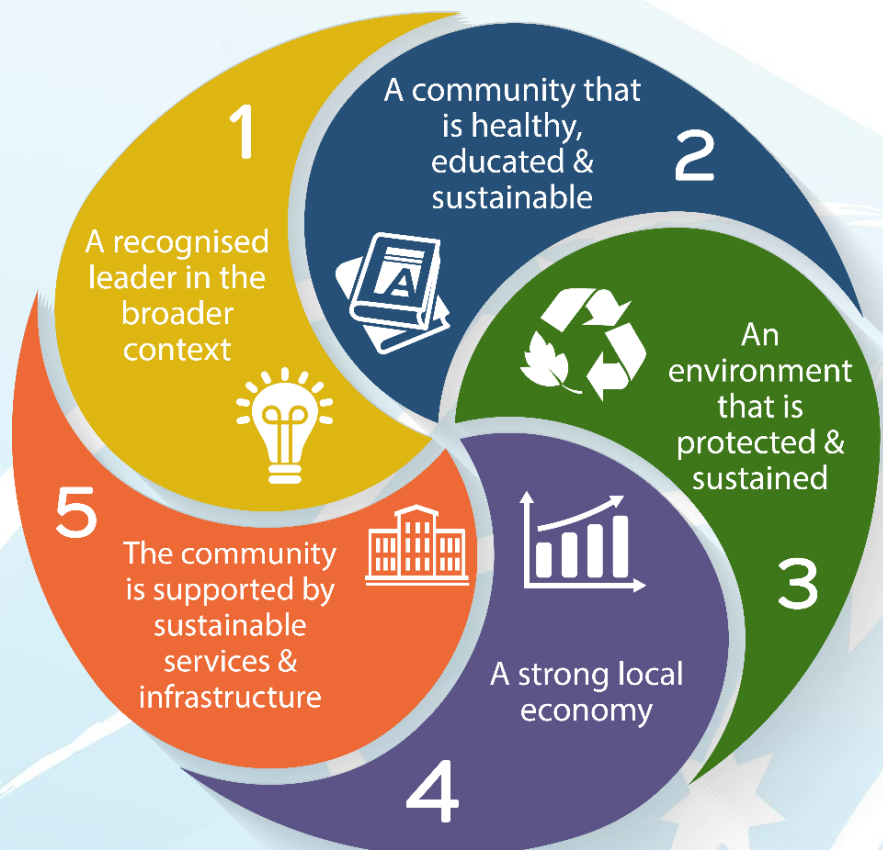 1
A recognised
leader in the
broader
context
A community that
is healthy,
educated &
sustainable
2
A
An
environment
that is
protected &
sustained
3
A strong local
economy
4
5
The community
is supported by
sustainable
services &
infrastructure